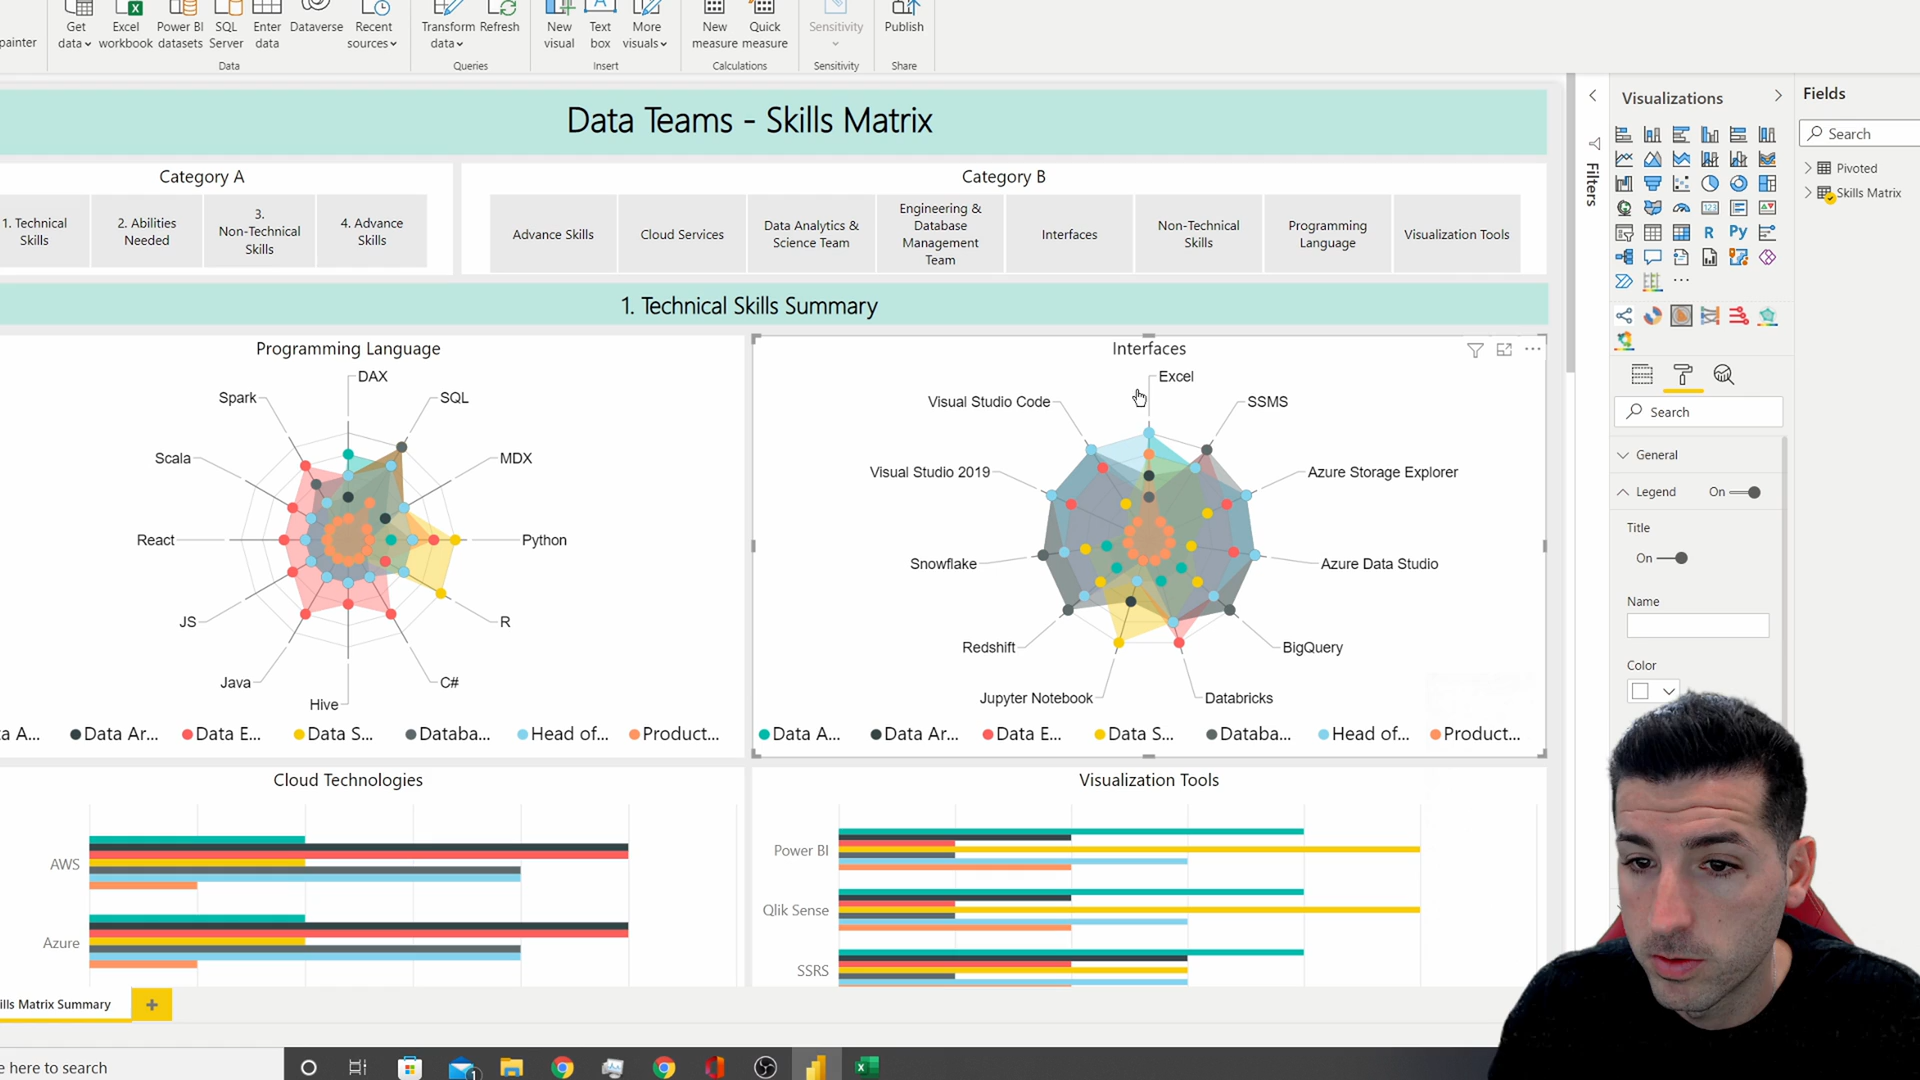 painter
Get data
Excel workbook
Power BI datasets
SQL Server
Enter data
Dataverse
Recent sources
Transform data
Refresh
New visual
Text box
More visuals
New measure
Quick measure
Sensitivity
Publish
Data
Queries
Insert
Calculations
Sensitivity
Share
Data Teams - Skills Matrix
Category A
1. Technical Skills
2. Abilities Needed
3. Non-Technical Skills
4. Advance Skills
Category B
Advance Skills
Cloud Services
Data Analytics & Science Team
Engineering & Database Management Team
Interfaces
Non-Technical Skills
Programming Language
Visualization Tools
1. Technical Skills Summary
Programming Language
DAX
SQL
MDX
Python
R
C#
Hive
Java
JS
React
Scala
Spark
a A...
Data Ar...
Data E...
Data S...
Databa...
Head of...
Product...
Interfaces
Excel
SSMS
Azure Storage Explorer
Azure Data Studio
BigQuery
Databricks
Jupyter Notebook
Redshift
Snowflake
Visual Studio 2019
Visual Studio Code
Data A...
Data Ar...
Data E...
Data S...
Databa...
Head of...
Product...
Cloud Technologies
AWS
Azure
Visualization Tools
Power BI
Qlik Sense
SSRS
ills Matrix Summary
+
e here to search
1
Filters
Visualizations
123
R
Py
Search
General
Legend
On
Title
On
Name
Color
Fields
Search
Pivoted
Skills Matrix